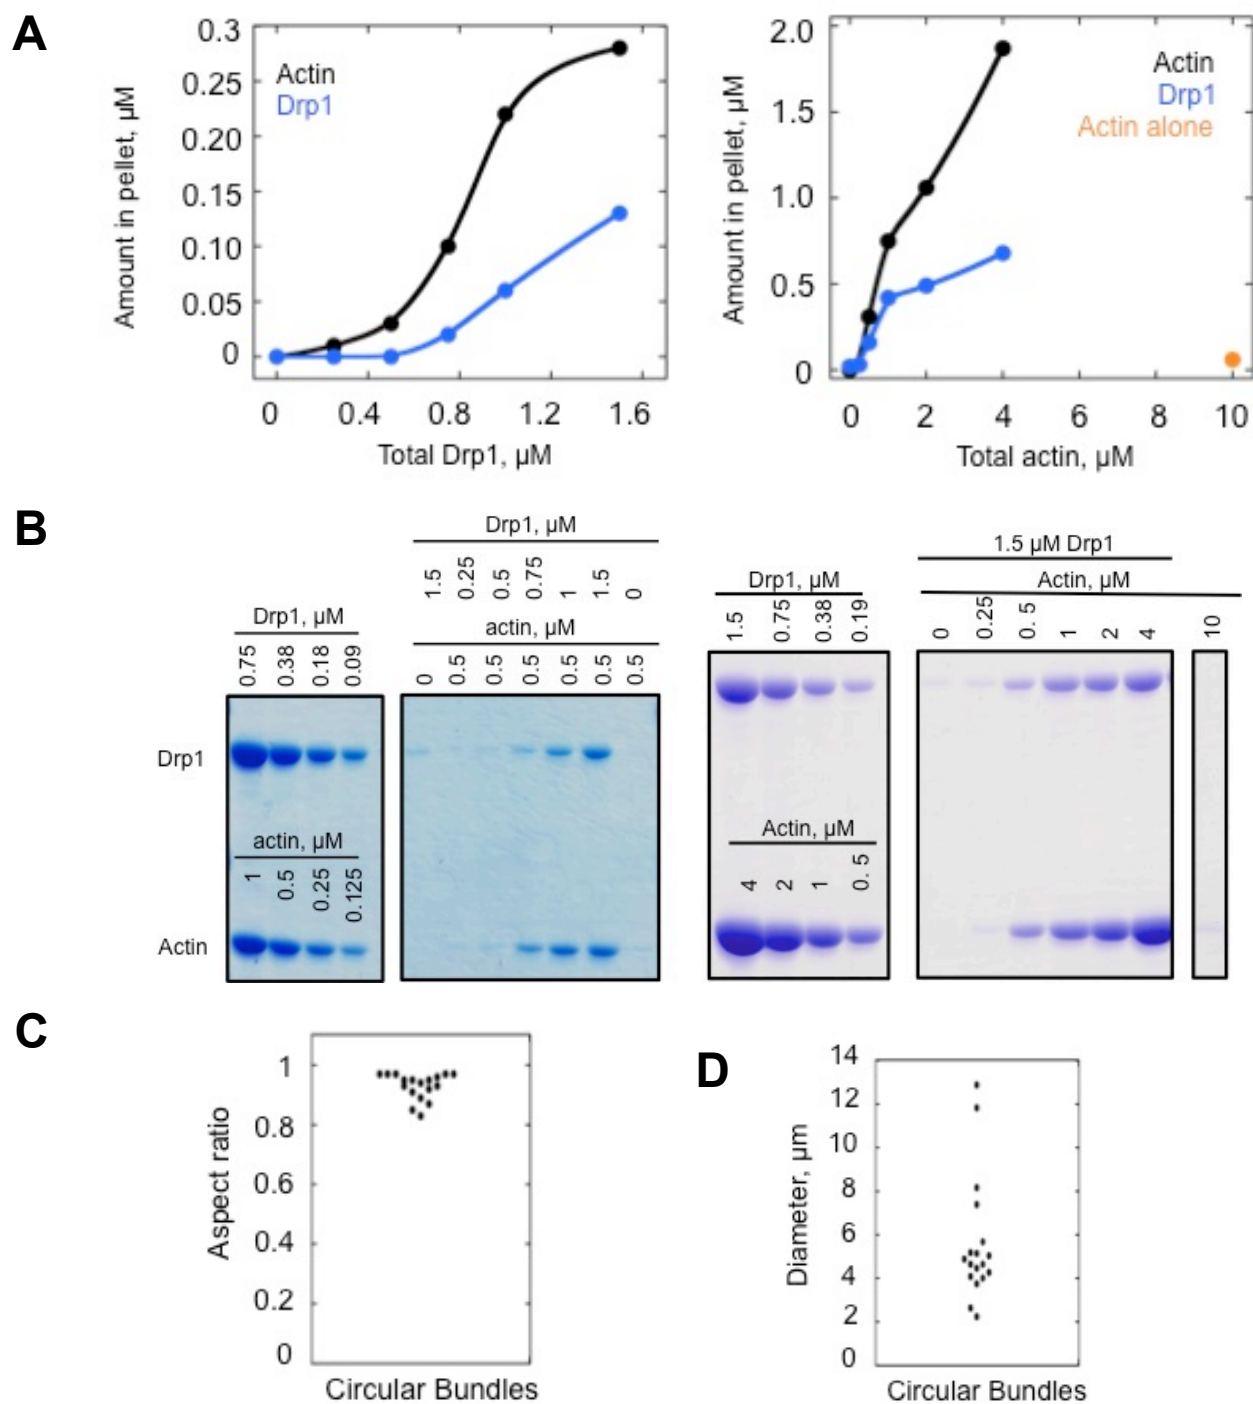 A
0.3
0.25
0.20
0.15
0.10
0.05
0
Amount in pellet, µM
Actin
Drp1
0 0.4 0.8 1.2 1.6
Total Drp1, µM
2.0
1.5
1.0
0.5
0
Amount in pellet, µM
Actin
Drp1
Actin alone
0 2 4 6 8 10
Total actin, µM
B
Drp1, µM
0.75 0.38 0.18 0.09
Drp1, µM
1.5 0.25 0.5 0.75 1 1.5 0
actin, µM
0 0.5 0.5 0.5 0.5 0.5 0.5
Drp1
actin, µM
1 0.5 0.25 0.125
Actin
Drp1, µM
1.5 0.75 0.38 0.19
Actin, µM
4 2 1 0. 5
1.5 µM Drp1
Actin, µM
0 0.25 0. 5 1 2 4 10
C
1
0.8
0.6
0.4
0.2
0
Aspect ratio
Circular Bundles
D
14
12
10
8
6
4
2
0
Diameter, µm
Circular Bundles